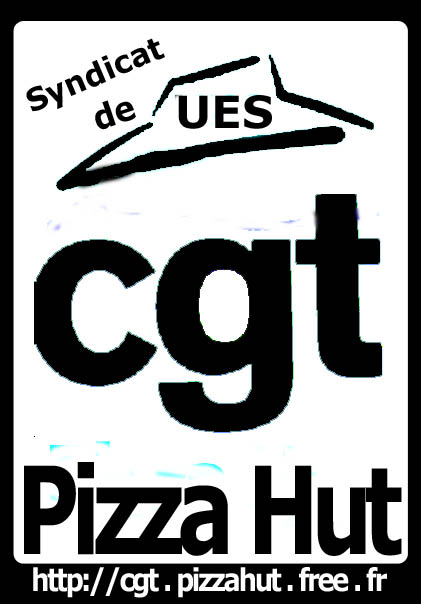 Syndicat
de UES
cgt
Pizza Hut
http://cgt.pizzahut.free.fr